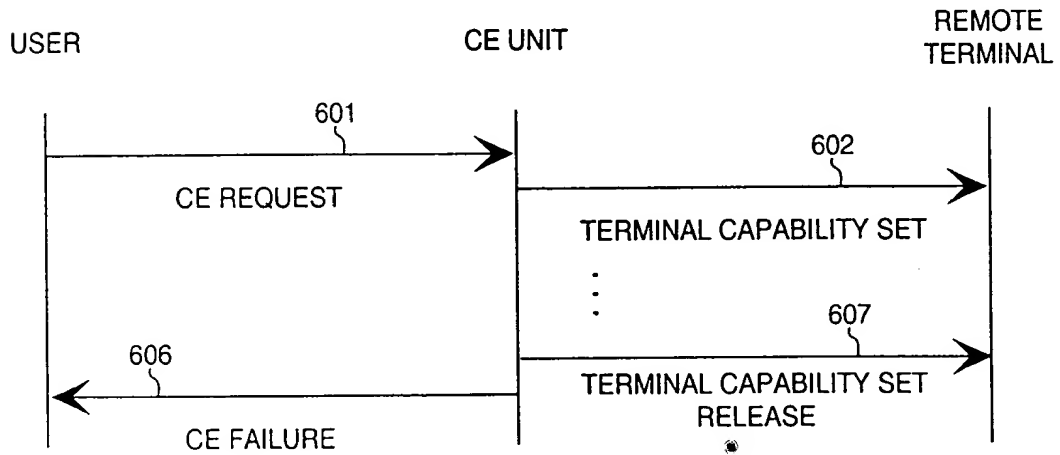 USER
CE UNIT
REMOTE
TERMINAL
601
CE REQUEST
602
TERMINAL CAPABILITY SET
607
TERMINAL CAPABILITY SET
RELEASE
606
CE FAILURE